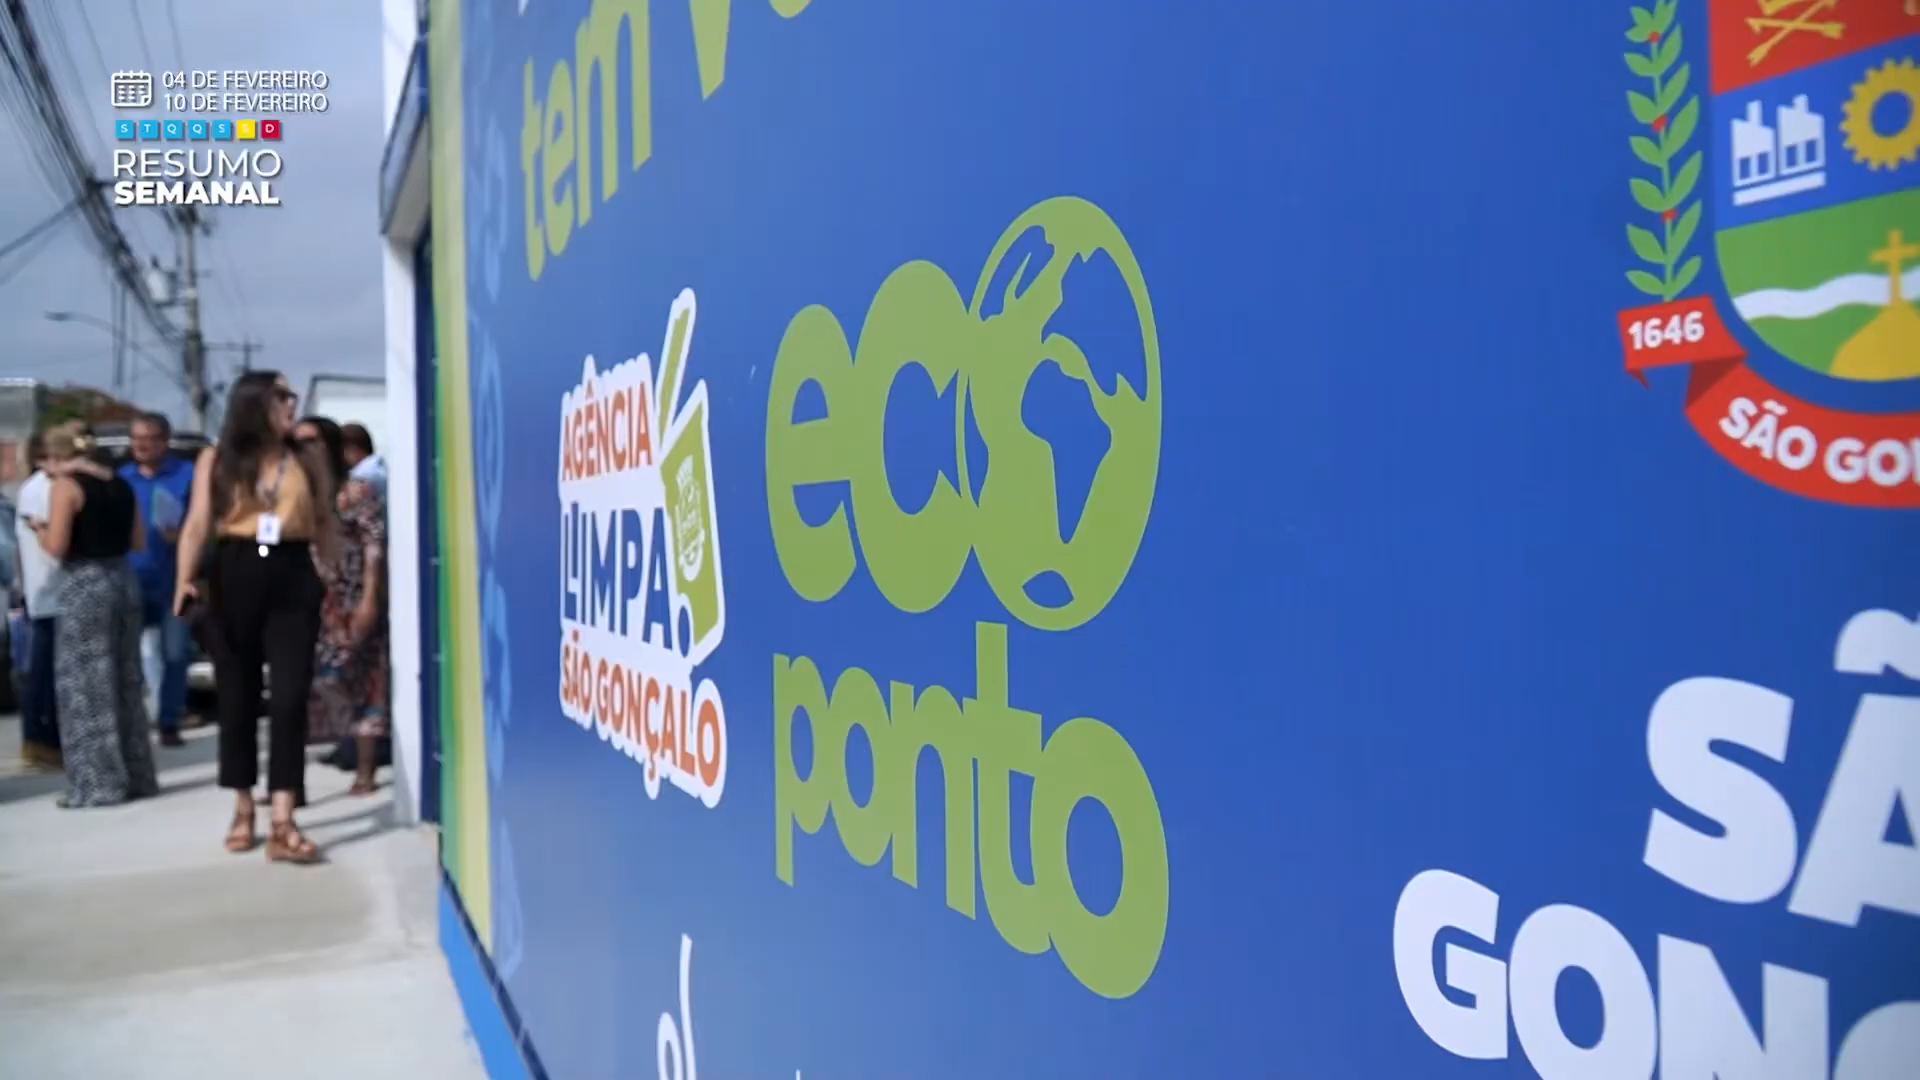 04 DE FEVEREIRO
10 DE FEVEREIRO
S T Q Q S S D
RESUMO
SEMANAL
tem
AGÊNCIA
LIMPA
SÃO GONÇALO
eco
ponto
1646
SÃO GO
SÃ
GON